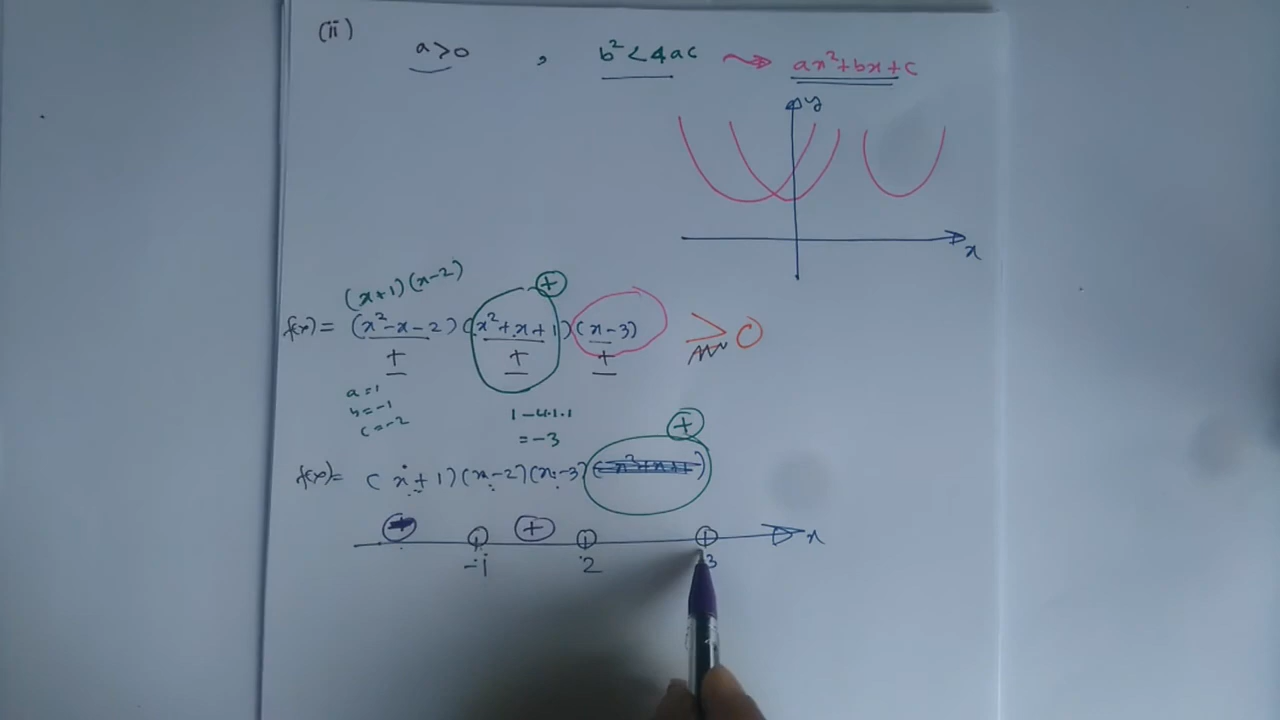 (ii)
a>0 , b²<4ac ⇝ ax²+bx+c
y
x
(x+1)(x-2)
+
f(x) = (x²-x-2)(x²+x+1)(x-3) > 0
+ + +
a=1
b=-1
c=-2
1-4.1.1
=-3
+
f(x)= (x+1)(x-2)(x-3)
+ x
-1 2 3